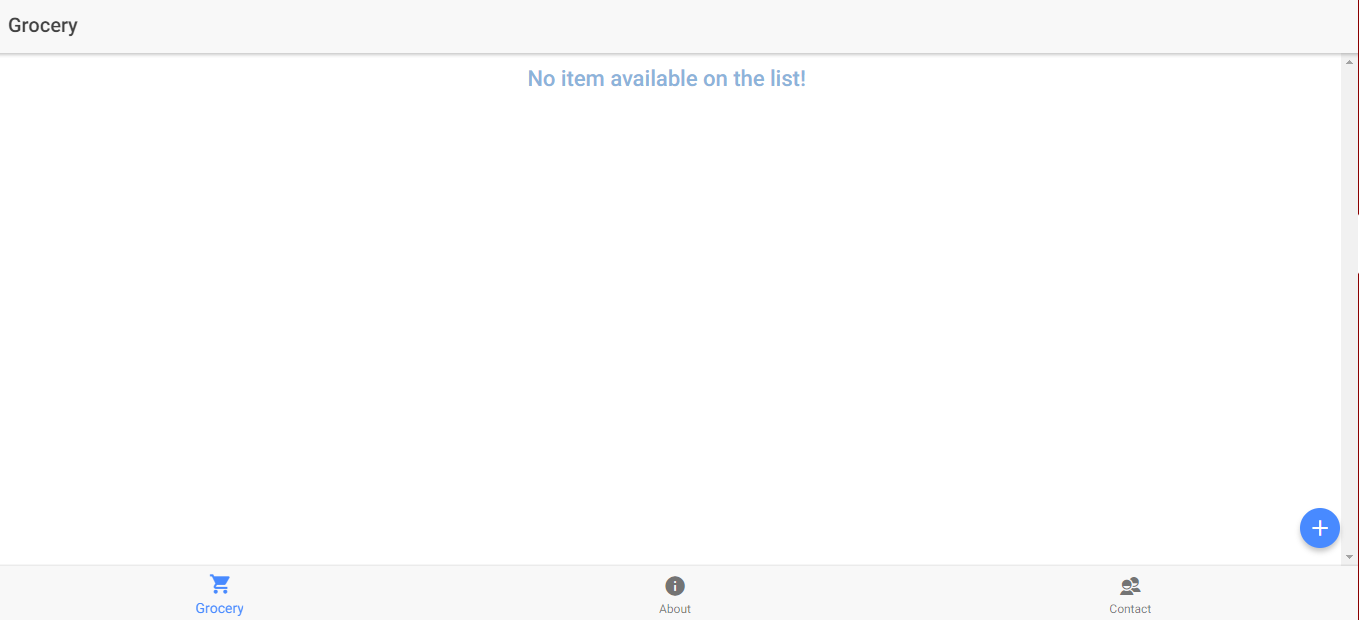 Grocery
No item available on the list!
Grocery
About
Contact